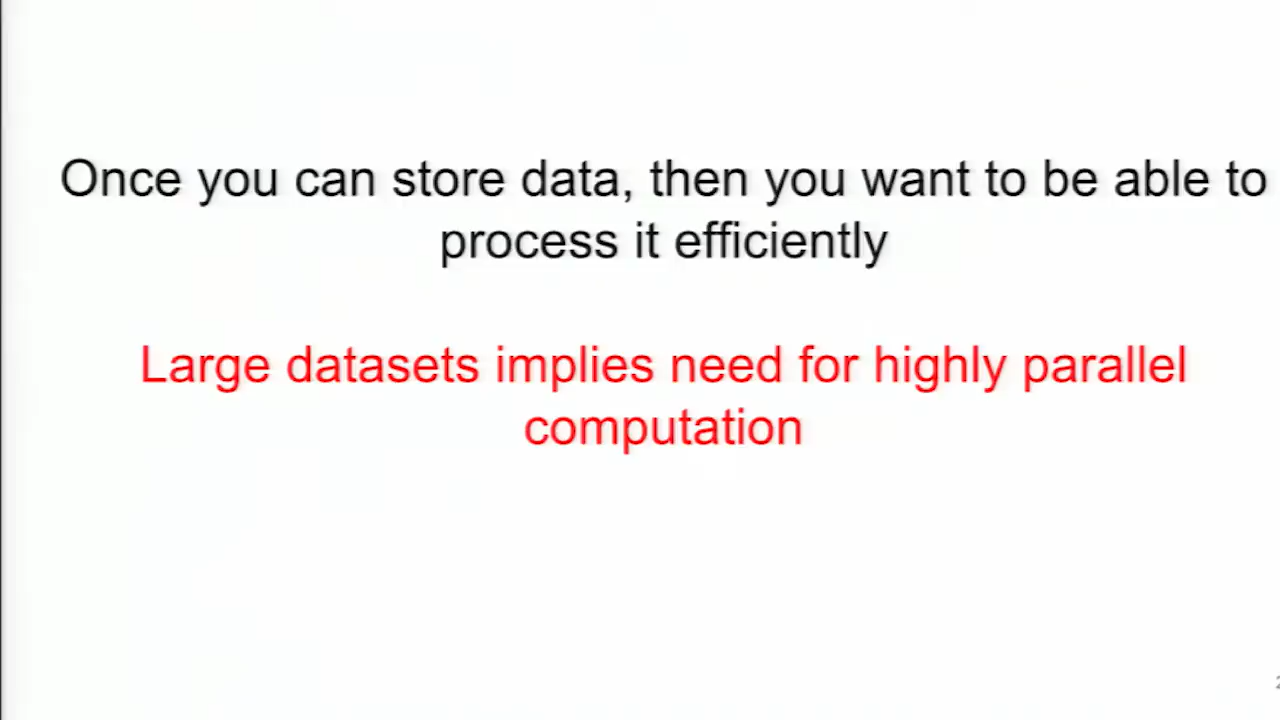 Once you can store data, then you want to be able to
process it efficiently
Large datasets implies need for highly parallel
computation